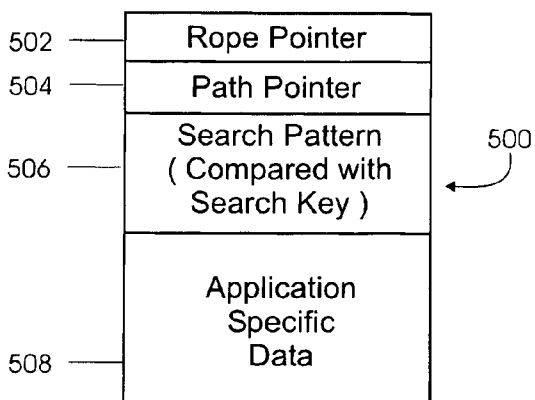 502
Rope Pointer
504
Path Pointer
506
Search Pattern
( Compared with
Search Key )
500
508
Application
Specific
Data